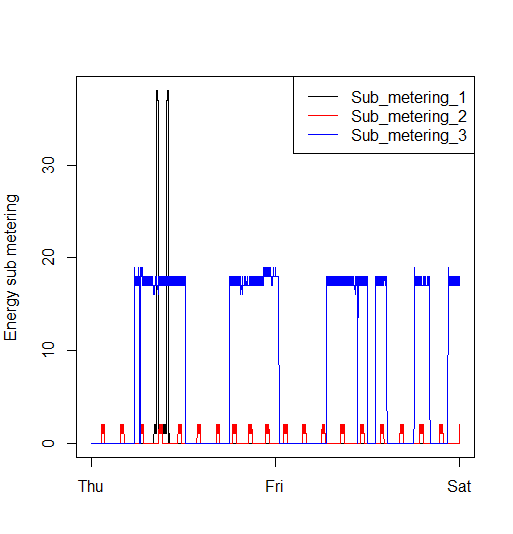 Sub_metering_1
Sub_metering_2
Sub_metering_3
Energy sub metering
30
20
10
0
Thu Fri Sat